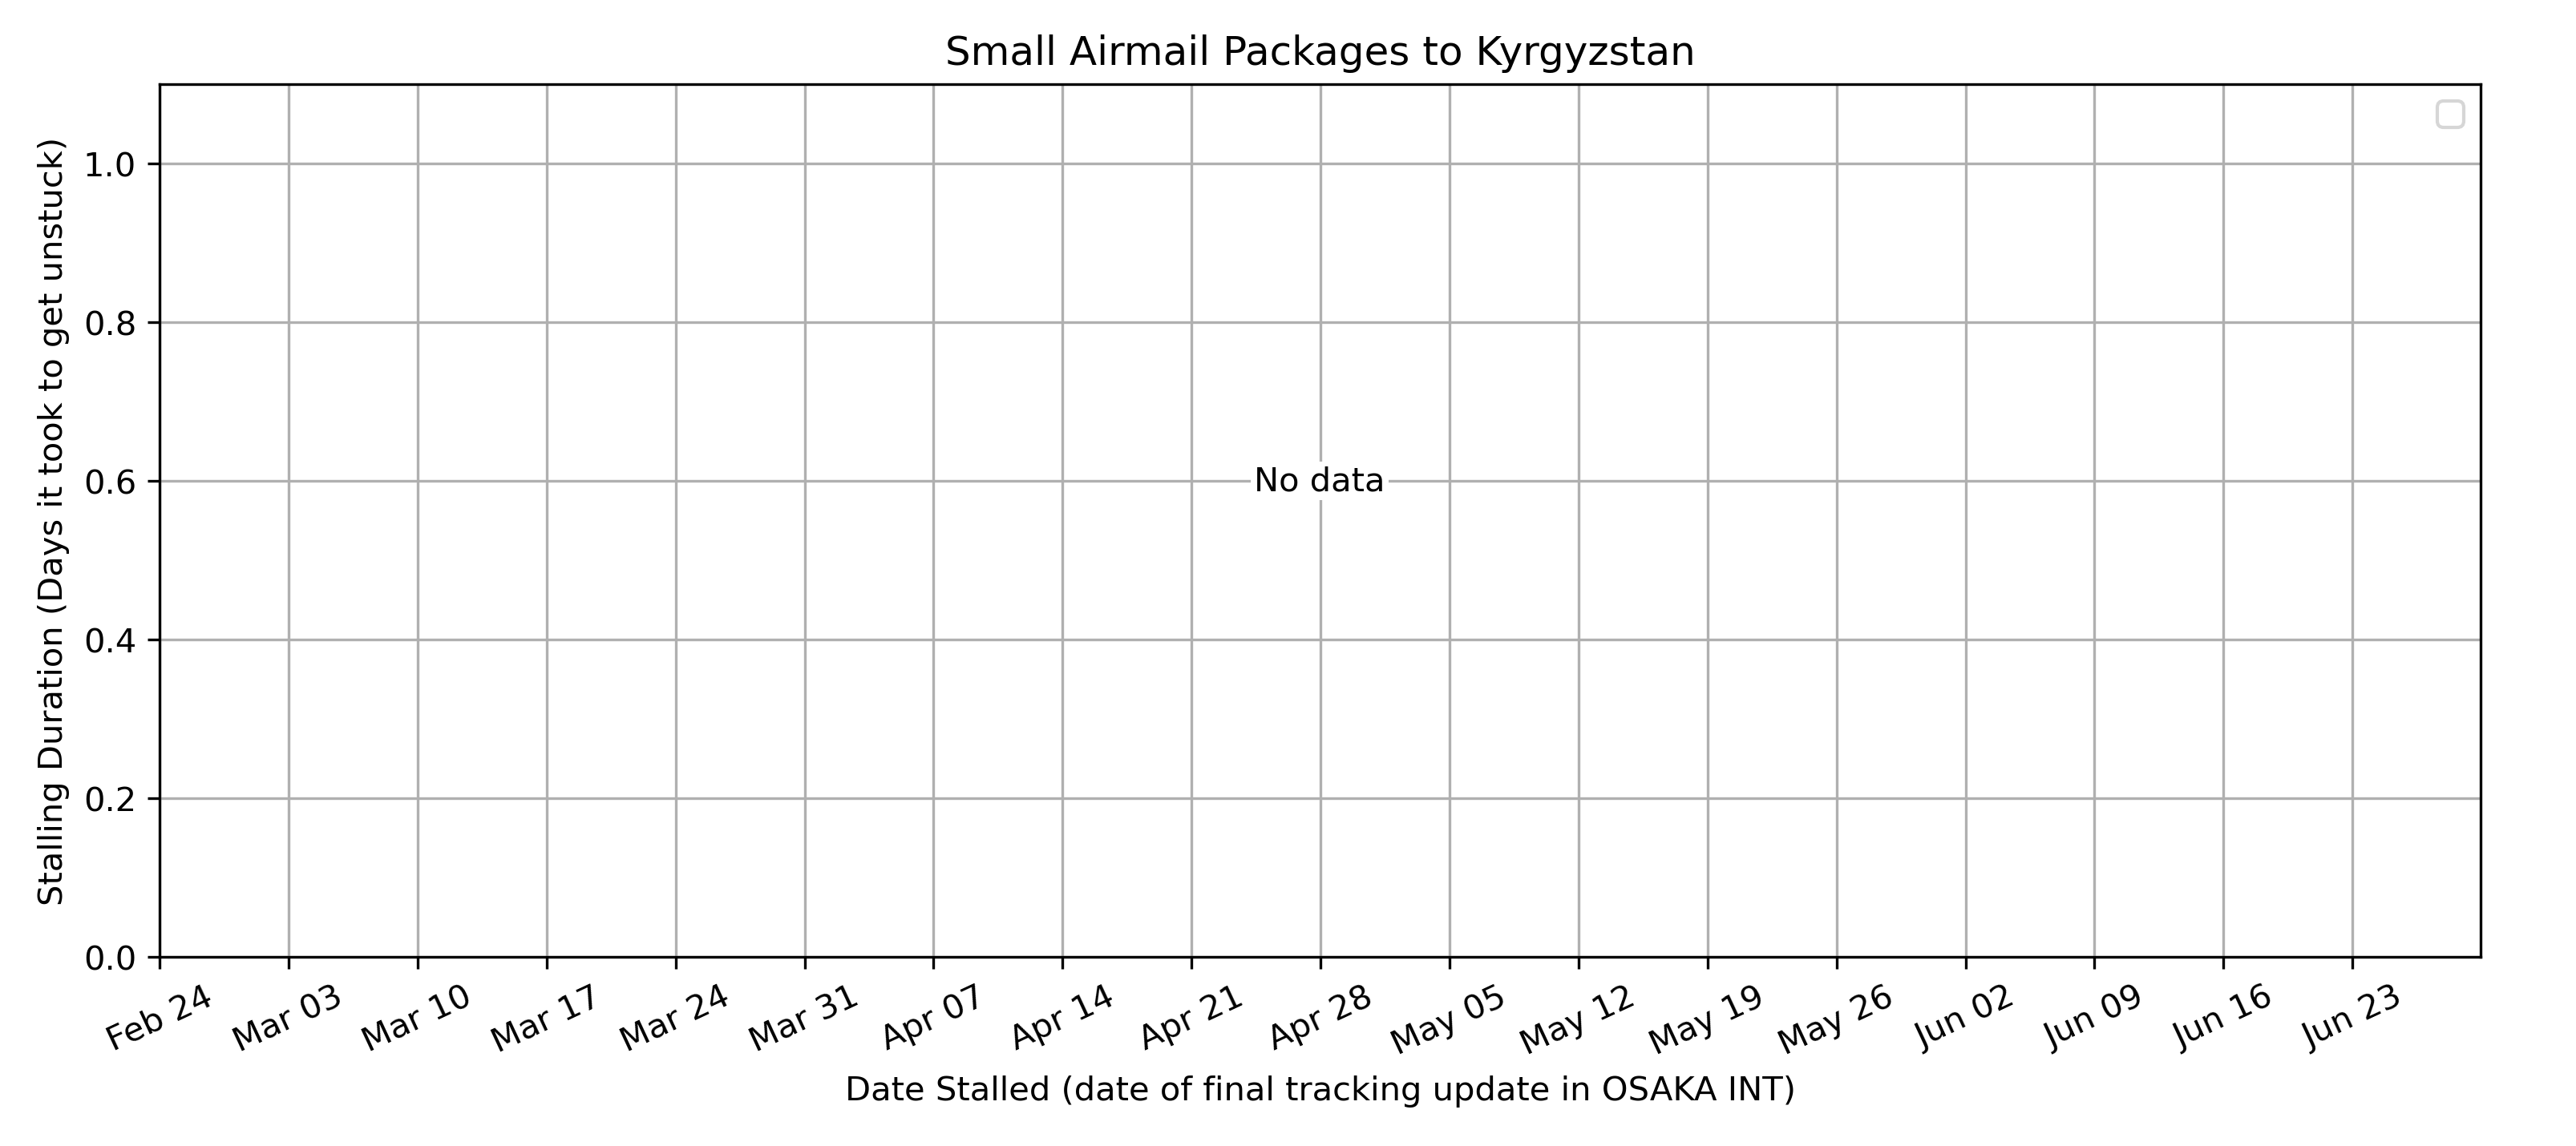 Small Airmail Packages to Kyrgyzstan
Stalling Duration (Days it took to get unstuck)
1.0
0.8
0.6
0.4
0.2
0.0
No data
Feb 24
Mar 03
Mar 10
Mar 17
Mar 24
Mar 31
Apr 07
Apr 14
Apr 21
Apr 28
May 05
May 12
May 19
May 26
Jun 02
Jun 09
Jun 16
Jun 23
Date Stalled (date of final tracking update in OSAKA INT)